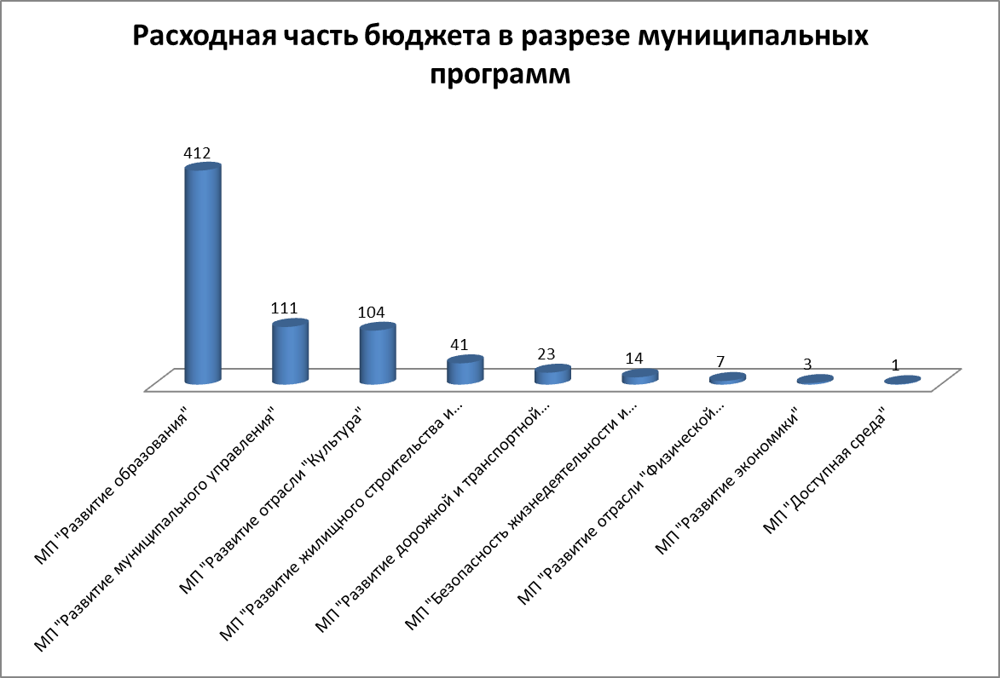 Расходная часть бюджета в разрезе муниципальных
программ
412
111
104
41
23
14
7
3
1
МП "Развитие образования"
МП "Развитие муниципального управления"
МП "Развитие отрасли "Культура"
МП "Развитие жилищного строительства и…
МП "Развитие дорожной и транспортной…
МП "Безопасность жизнедеятельности и…
МП "Развитие отрасли "Физической…
МП "Развитие экономики"
МП "Доступная среда"